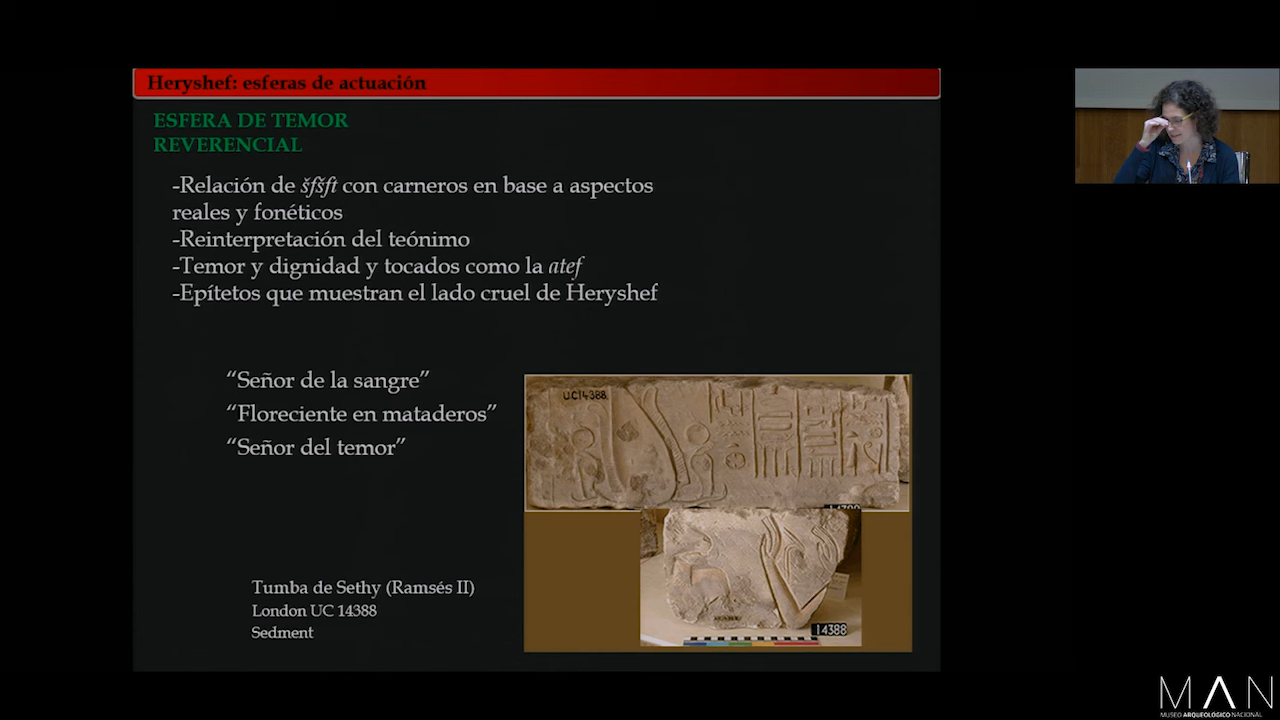 Heryshef: esferas de actuación
ESFERA DE TEMOR
REVERENCIAL
-Relación de šfšft con carneros en base a aspectos
reales y fonéticos
-Reinterpretación del teónimo
-Temor y dignidad y tocados como la atef
-Epítetos que muestran el lado cruel de Heryshef
“Señor de la sangre”
“Floreciente en mataderos”
“Señor del temor”
UC14388
14388
14388
Tumba de Sethy (Ramsés II)
London UC 14388
Sedment
MAN
MUSEO ARQUEOLÓGICO NACIONAL